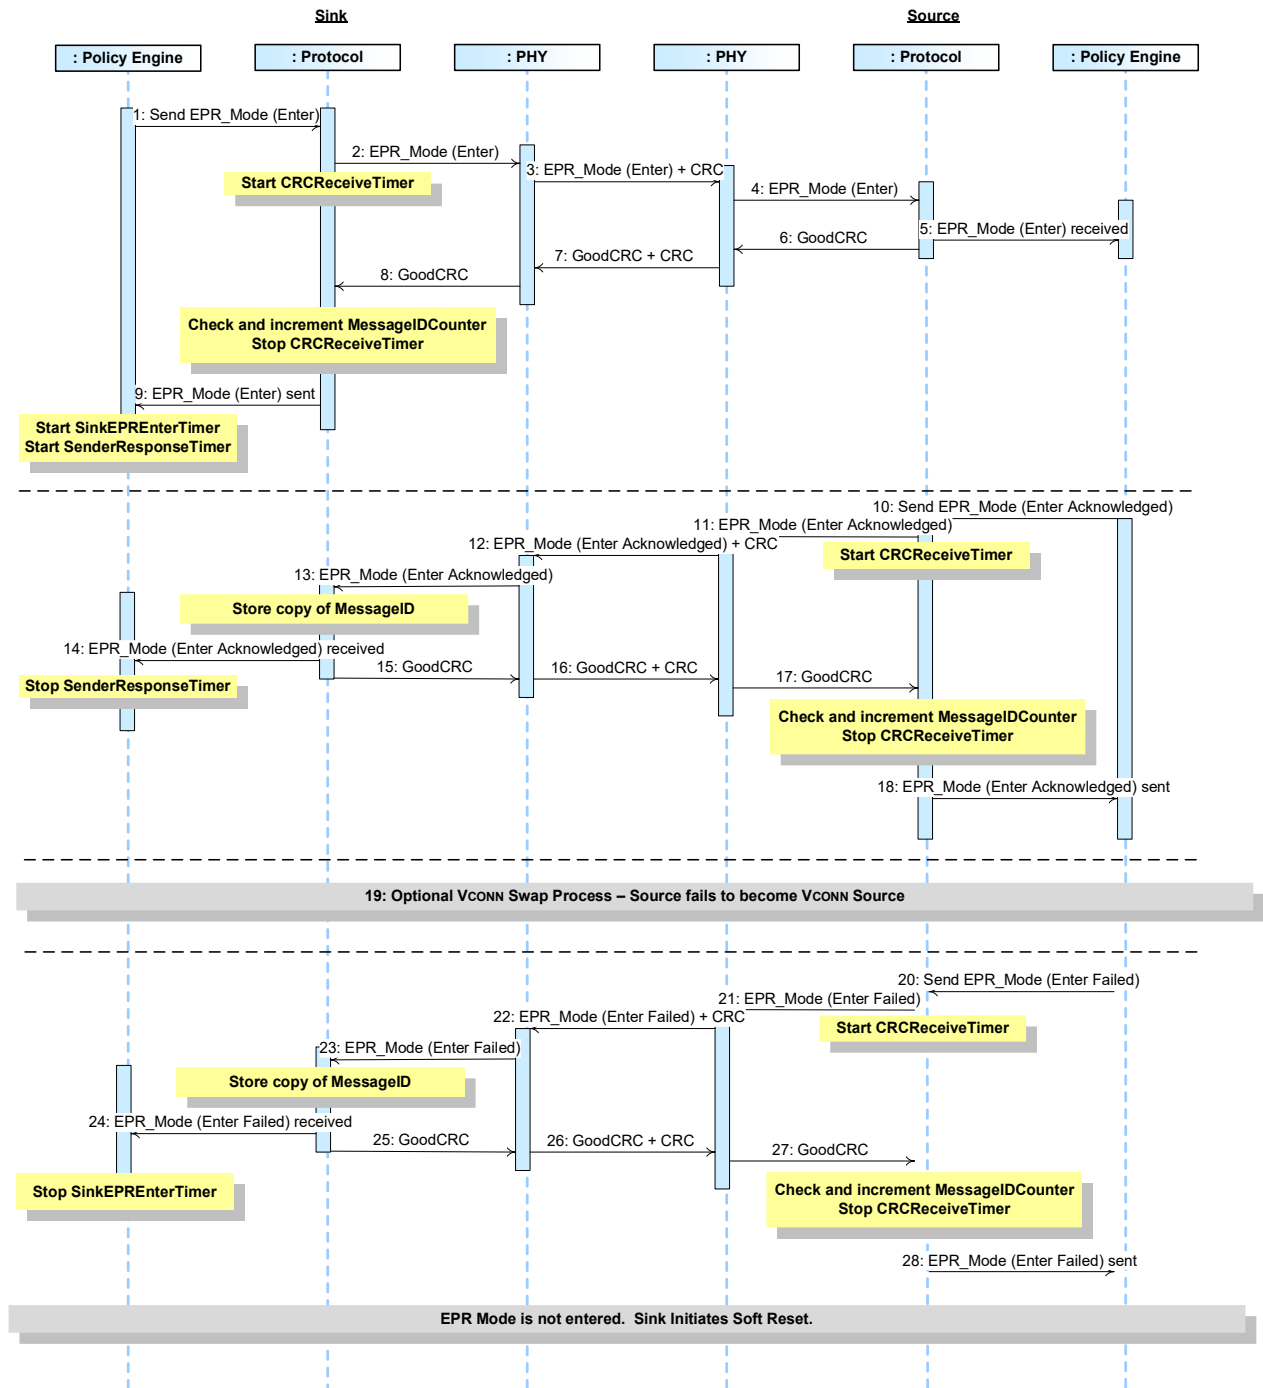 Sink
Source
: Policy Engine
: Protocol
: PHY
: PHY
: Protocol
: Policy Engine
1: Send EPR_Mode (Enter)
2: EPR_Mode (Enter)
3: EPR_Mode (Enter) + CRC
Start CRCReceiveTimer
4: EPR_Mode (Enter)
5: EPR_Mode (Enter) received
6: GoodCRC
7: GoodCRC + CRC
8: GoodCRC
Check and increment MessageIDCounter
Stop CRCReceiveTimer
9: EPR_Mode (Enter) sent
Start SinkEPREnterTimer
Start SenderResponseTimer
10: Send EPR_Mode (Enter Acknowledged)
11: EPR_Mode (Enter Acknowledged)
12: EPR_Mode (Enter Acknowledged) + CRC
Start CRCReceiveTimer
13: EPR_Mode (Enter Acknowledged)
Store copy of MessageID
14: EPR_Mode (Enter Acknowledged) received
15: GoodCRC
16: GoodCRC + CRC
17: GoodCRC
Stop SenderResponseTimer
Check and increment MessageIDCounter
Stop CRCReceiveTimer
18: EPR_Mode (Enter Acknowledged) sent
19: Optional VCONN Swap Process – Source fails to become VCONN Source
20: Send EPR_Mode (Enter Failed)
21: EPR_Mode (Enter Failed)
22: EPR_Mode (Enter Failed) + CRC
Start CRCReceiveTimer
23: EPR_Mode (Enter Failed)
Store copy of MessageID
24: EPR_Mode (Enter Failed) received
25: GoodCRC
26: GoodCRC + CRC
27: GoodCRC
Stop SinkEPREnterTimer
Check and increment MessageIDCounter
Stop CRCReceiveTimer
28: EPR_Mode (Enter Failed) sent
EPR Mode is not entered. Sink Initiates Soft Reset.